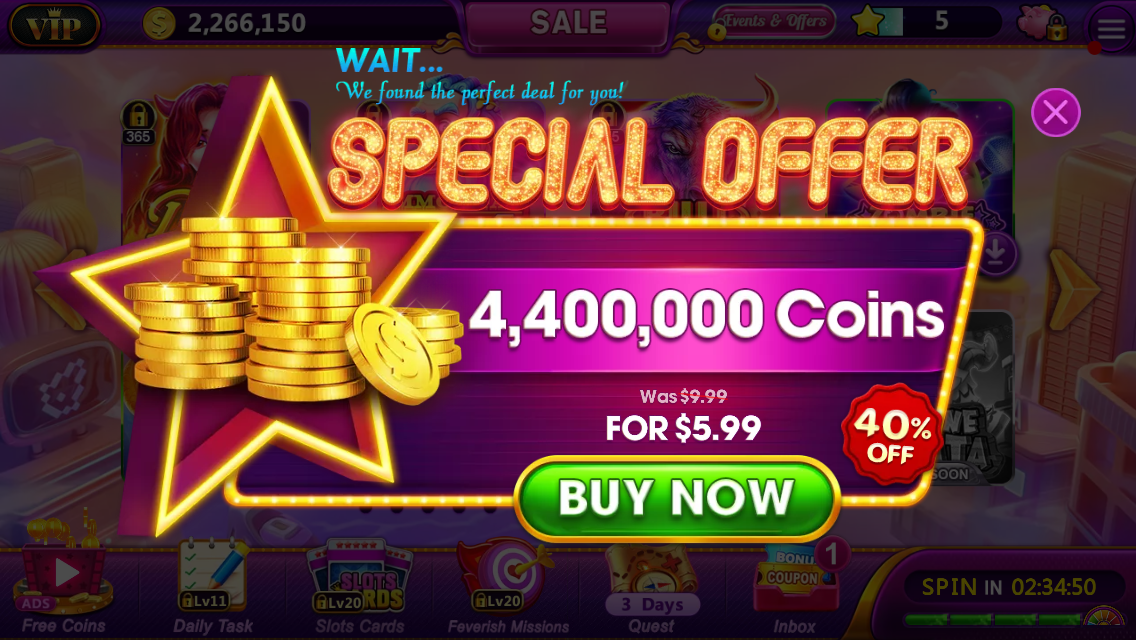 VIP
2,266,150
SALE
Events & Offers
5
WAIT...
We found the perfect deal for you!
365
SPECIAL OFFER
4,400,000 Coins
Was $9.99
FOR $5.99
40%
OFF
SOON
BUY NOW
1
BONU
COUPON
ADS
Lv11
SLOTS
Lv20
Lv20
3 Days
SPIN IN 02:34:50
Free Coins
Daily Task
Slots Cards
Feverish Missions
Quest
Inbox